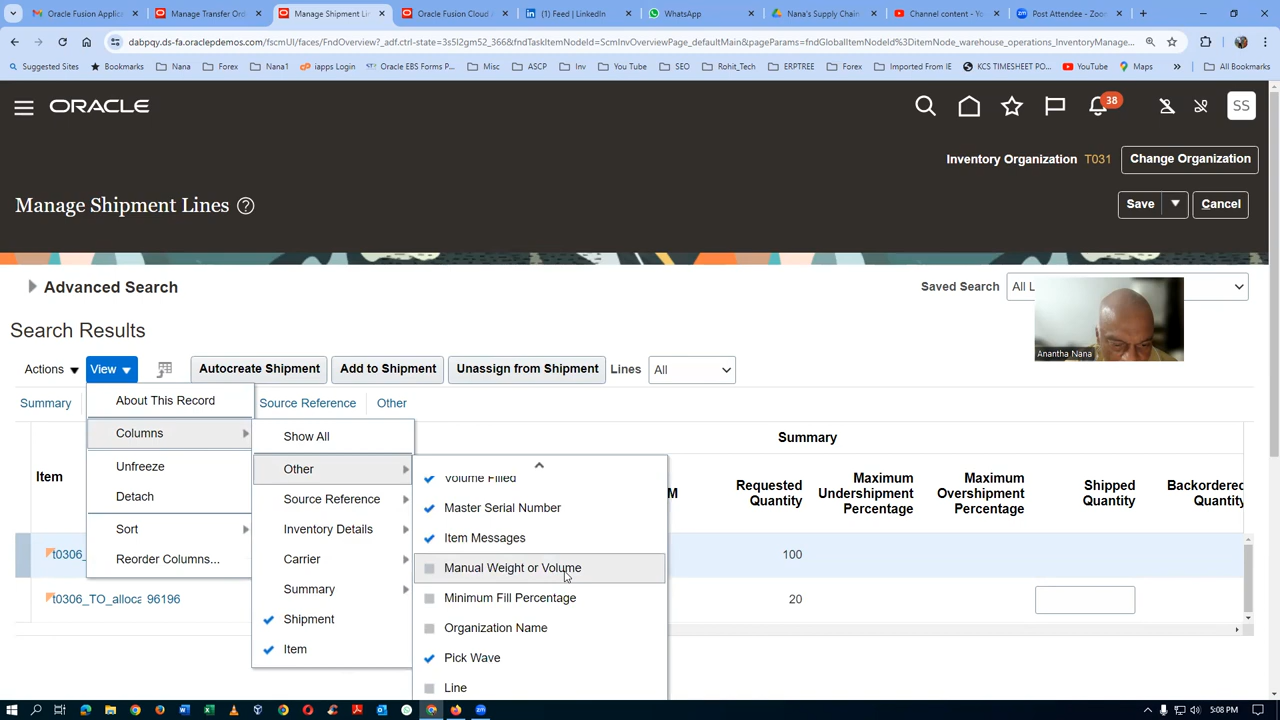 Inbox - Applica
Manage Transfer Ord
Manage Shipment Lin
Oracle Fusion Cloud A
(1) Feed | LinkedIn
WhatsApp
Nana's Supply Chain
Channel content - Yo
Post Attendee - Zoo
dabpqy.ds-fa.oraclepdemos.com/fscmUI/faces/FndOverview?_adf.ctrl-state=3s5l2gm52_366&fndTaskItemNodeId=ScmInvOverviewPage_defaultMain&pageParams=fndGlobalItemNodeId%3DitemNode_warehouse_operations_InventoryManage...
Suggested Sites
Bookmarks
Nana
Forex
Nana1
iapps Login
Oracle EBS Forms P...
Misc
ASCP
Inv
You Tube
SEO
Rohit_Tech
ERPTREE
Forex
Imported From IE
KCS TIMESHEET PO...
YouTube
Maps
All Bookmarks
ORACLE
38
SS
Inventory Organization T031
Change Organization
Manage Shipment Lines
Save
Cancel
Advanced Search
Saved Search
All L
Search Results
Anantha Nana
Actions
View
Autocreate Shipment
Add to Shipment
Unassign from Shipment
Lines
All
About This Record
Summary
Source Reference
Other
Columns
Show All
Summary
Unfreeze
Other
Item
Volume Filled
M
Requested Quantity
Maximum Undershipment Percentage
Maximum Overshipment Percentage
Shipped Quantity
Backordered Quantity
Detach
Source Reference
Master Serial Number
Sort
Inventory Details
Item Messages
Reorder Columns...
Carrier
Manual Weight or Volume
t0306_
100
Summary
Minimum Fill Percentage
t0306_TO_alloca
96196
20
Shipment
Organization Name
Item
Pick Wave
Line
5:08 PM